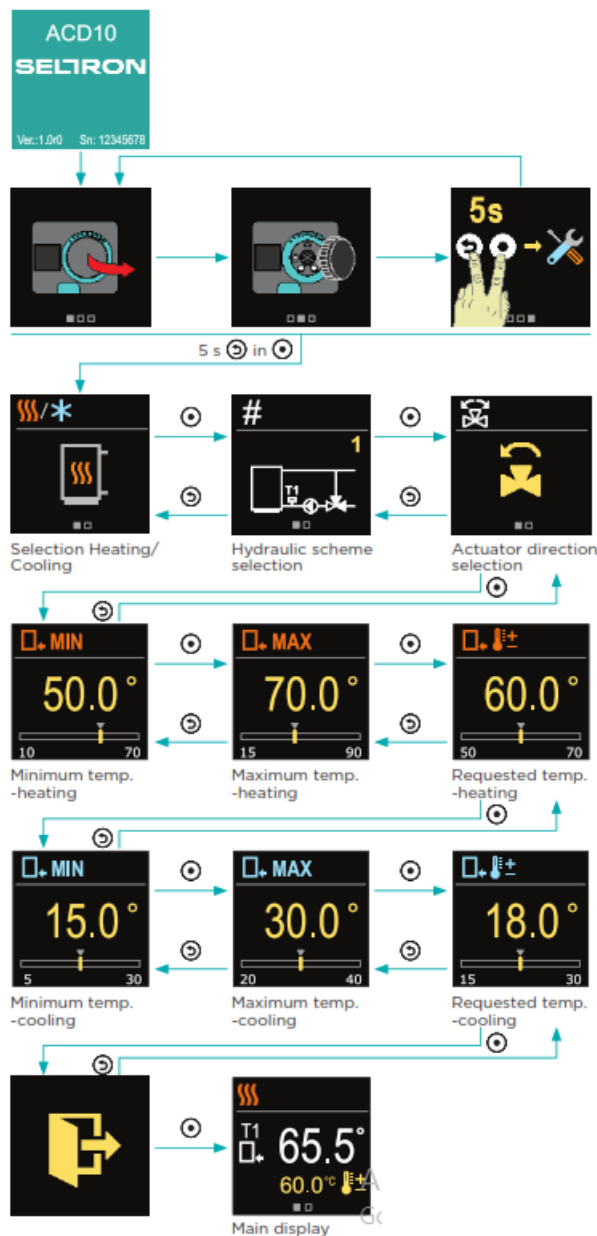 ACD10
SELTRON
Ver.:1.0r0 Sn: 12345678
5s
5 s in
/
#
1
T1
Selection Heating/
Cooling
Hydraulic scheme
selection
Actuator direction
selection
MIN
50.0°
10 70
MAX
70.0°
15 90
±
60.0°
50 70
Minimum temp.
-heating
Maximum temp.
-heating
Requested temp.
-heating
MIN
15.0°
5 30
MAX
30.0°
20 40
±
18.0°
15 30
Minimum temp.
-cooling
Maximum temp.
-cooling
Requested temp.
-cooling
T1
65.5°
60.0°C ±
Main display